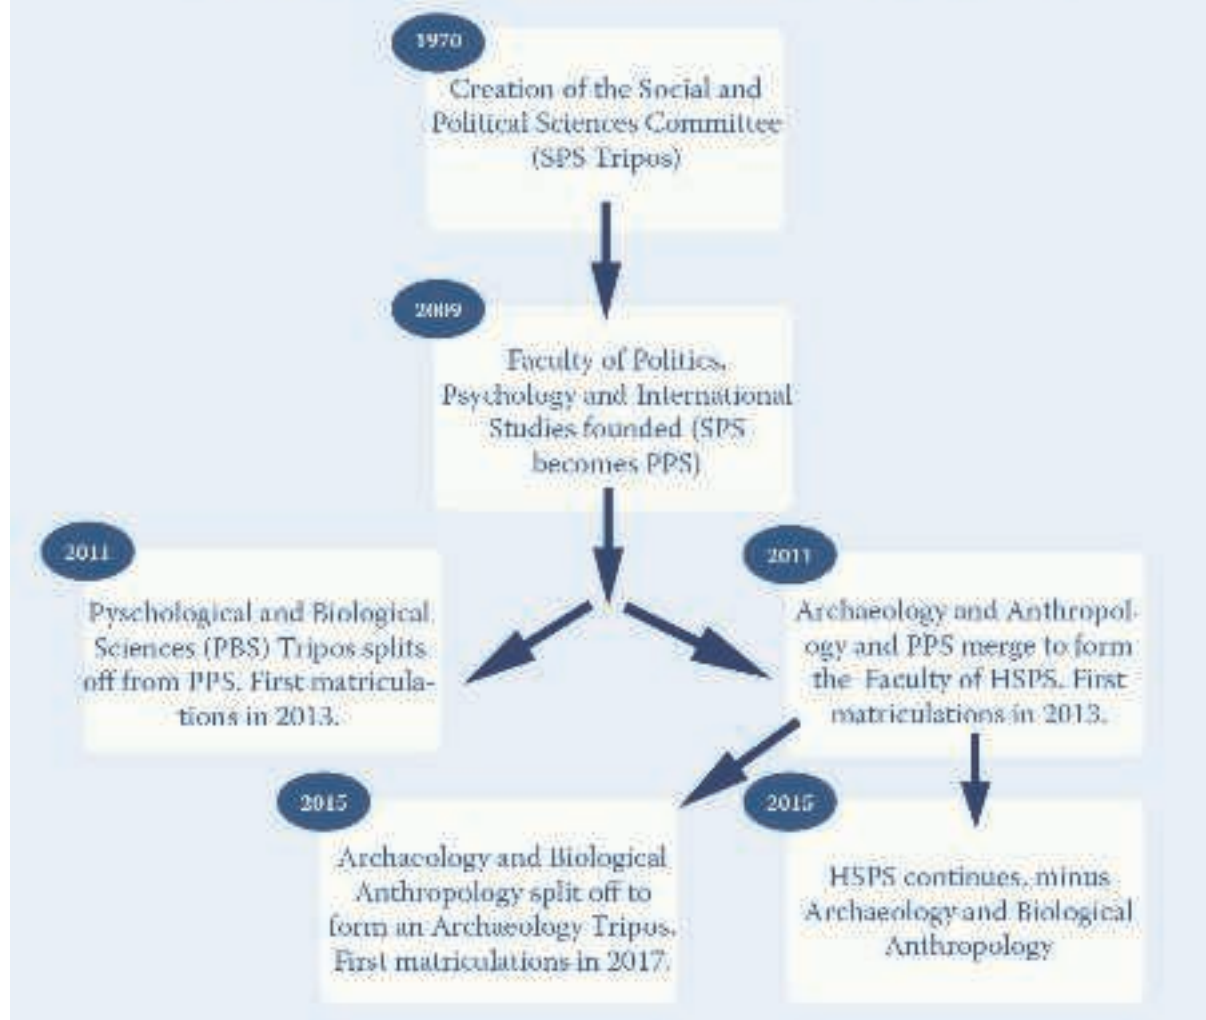 1970
Creation of the Social and
Political Sciences Committee
(SPS Tripos)
2009
Faculty of Politics,
Psychology and International
Studies founded (SPS
becomes PPS)
2011
Pyschological and Biological
Sciences (PBS) Tripos splits
off from PPS. First matricula-
tions in 2013.
2011
Archaeology and Anthropol-
ogy and PPS merge to form
the Faculty of HSPS. First
matriculations in 2013.
2015
Archaeology and Biological
Anthropology split off to
form an Archaeology Tripos.
First matriculations in 2017.
2015
HSPS continues, minus
Archaeology and Biological
Anthropology